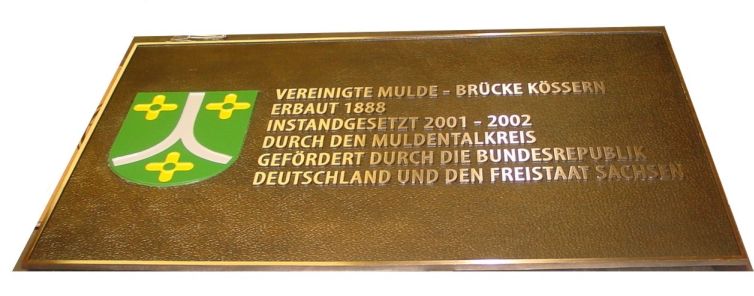 VEREINIGTE MULDE - BRÜCKE KÖSSERN
ERBAUT 1888
INSTANDGESETZT 2001 - 2002
DURCH DEN MULDENTALKREIS
GEFÖRDERT DURCH DIE BUNDESREPUBLIK
DEUTSCHLAND UND DEN FREISTAAT SACHSEN